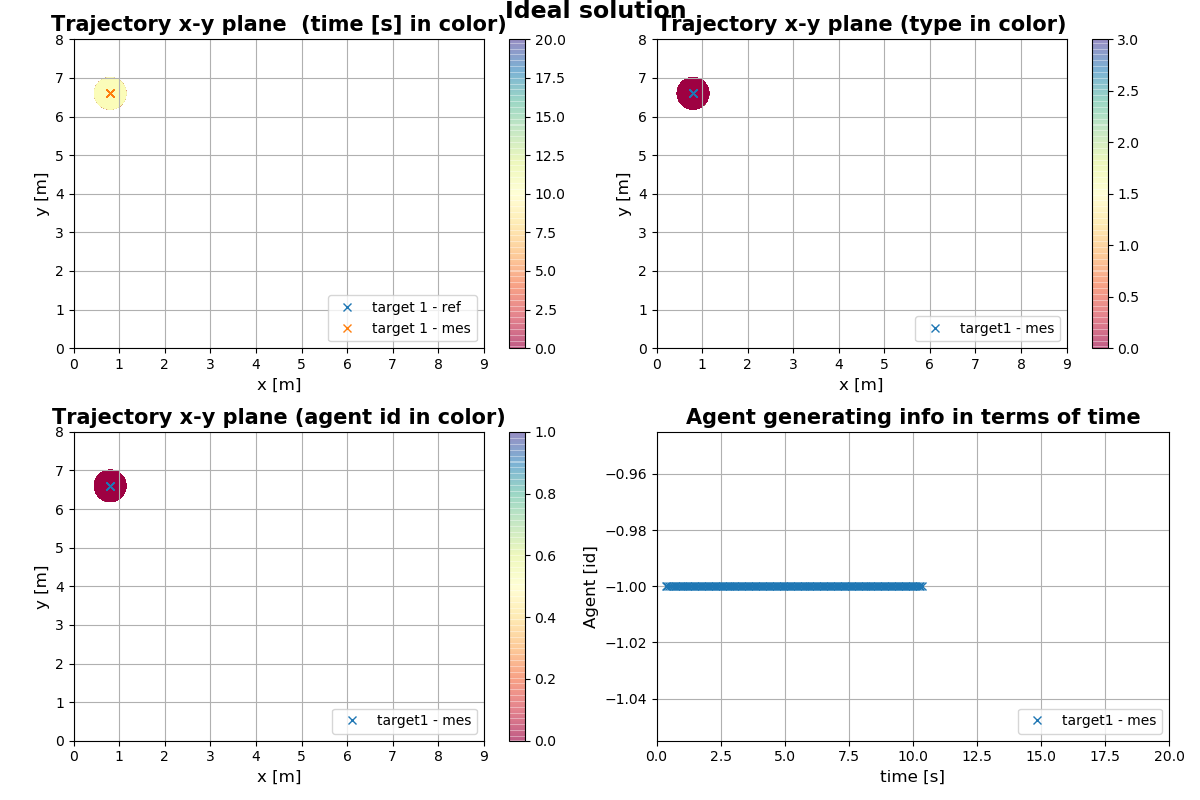 Ideal solution
Trajectory x-y plane  (time [s] in color)
8
7
6
5
4
3
2
1
0
y [m]
0 1 2 3 4 5 6 7 8 9
x [m]
target 1 - ref
target 1 - mes
20.0
17.5
15.0
12.5
10.0
7.5
5.0
2.5
0.0
Trajectory x-y plane (type in color)
8
7
6
5
4
3
2
1
0
y [m]
0 1 2 3 4 5 6 7 8 9
x [m]
target1 - mes
3.0
2.5
2.0
1.5
1.0
0.5
0.0
Trajectory x-y plane (agent id in color)
8
7
6
5
4
3
2
1
0
y [m]
0 1 2 3 4 5 6 7 8 9
x [m]
target1 - mes
1.0
0.8
0.6
0.4
0.2
0.0
Agent generating info in terms of time
−0.96
−0.98
−1.00
−1.02
−1.04
Agent [id]
0.0 2.5 5.0 7.5 10.0 12.5 15.0 17.5 20.0
time [s]
target1 - mes